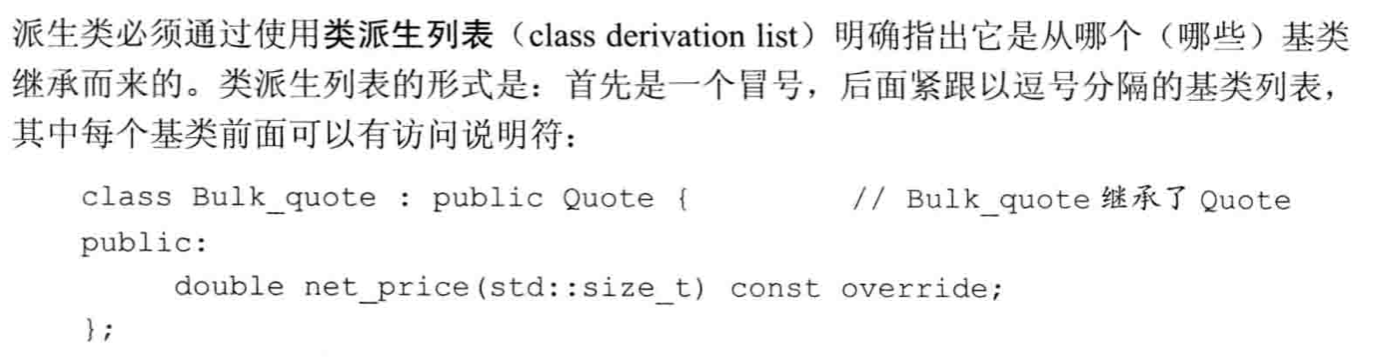 派生类必须通过使用类派生列表（class derivation list）明确指出它是从哪个（哪些）基类
继承而来的。类派生列表的形式是：首先是一个冒号，后面紧跟以逗号分隔的基类列表，
其中每个基类前面可以有访问说明符：
class Bulk_quote : public Quote { // Bulk_quote 继承了 Quote
public:
double net_price(std::size_t) const override;
};